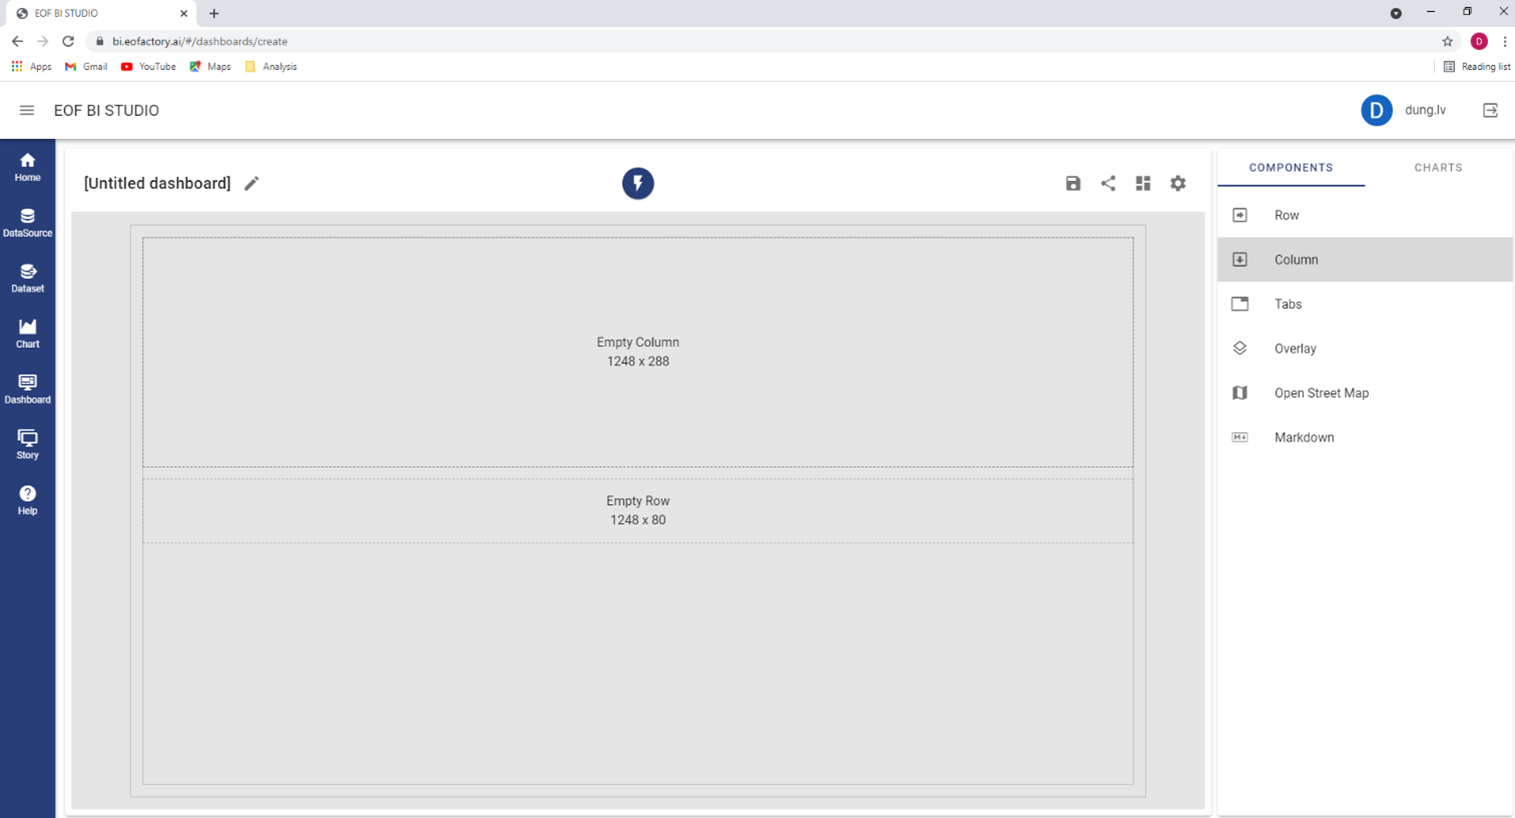 EOF BI STUDIO
bi.eofactory.ai/#/dashboards/create
D
Apps
Gmail
YouTube
Maps
Analysis
Reading list
EOF BI STUDIO
D
dung.lv
Home
DataSource
Dataset
Chart
Dashboard
Story
Help
[Untitled dashboard]
Empty Column
1248 x 288
Empty Row
1248 x 80
COMPONENTS
CHARTS
Row
Column
Tabs
Overlay
Open Street Map
Markdown